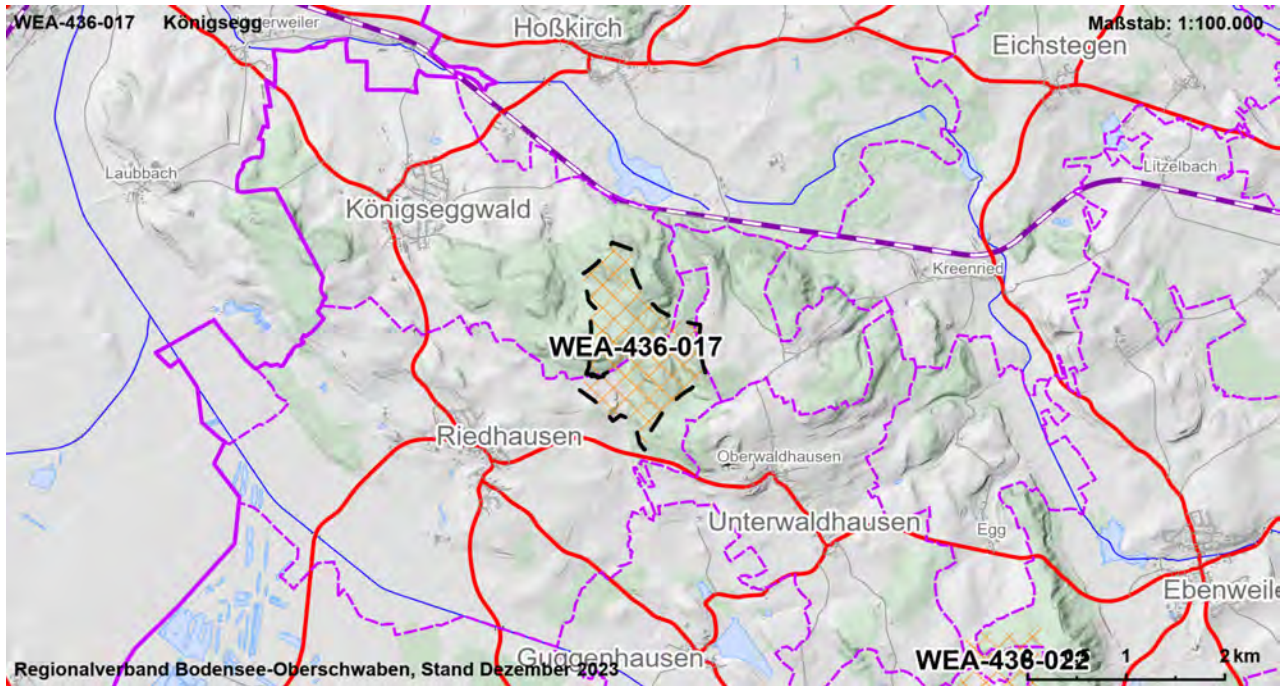 WEA-436-017 Königsegg
Maßstab: 1:100.000
Hoßkirch
Eichstegen
Laubbach
Litzelbach
Königseggwald
Kreenried
WEA-436-017
Riedhausen
Oberwaldhausen
Unterwaldhausen
Egg
Ebenweile
Guggenhausen
WEA-436-022
1
2 km
Regionalverband Bodensee-Oberschwaben, Stand Dezember 2023